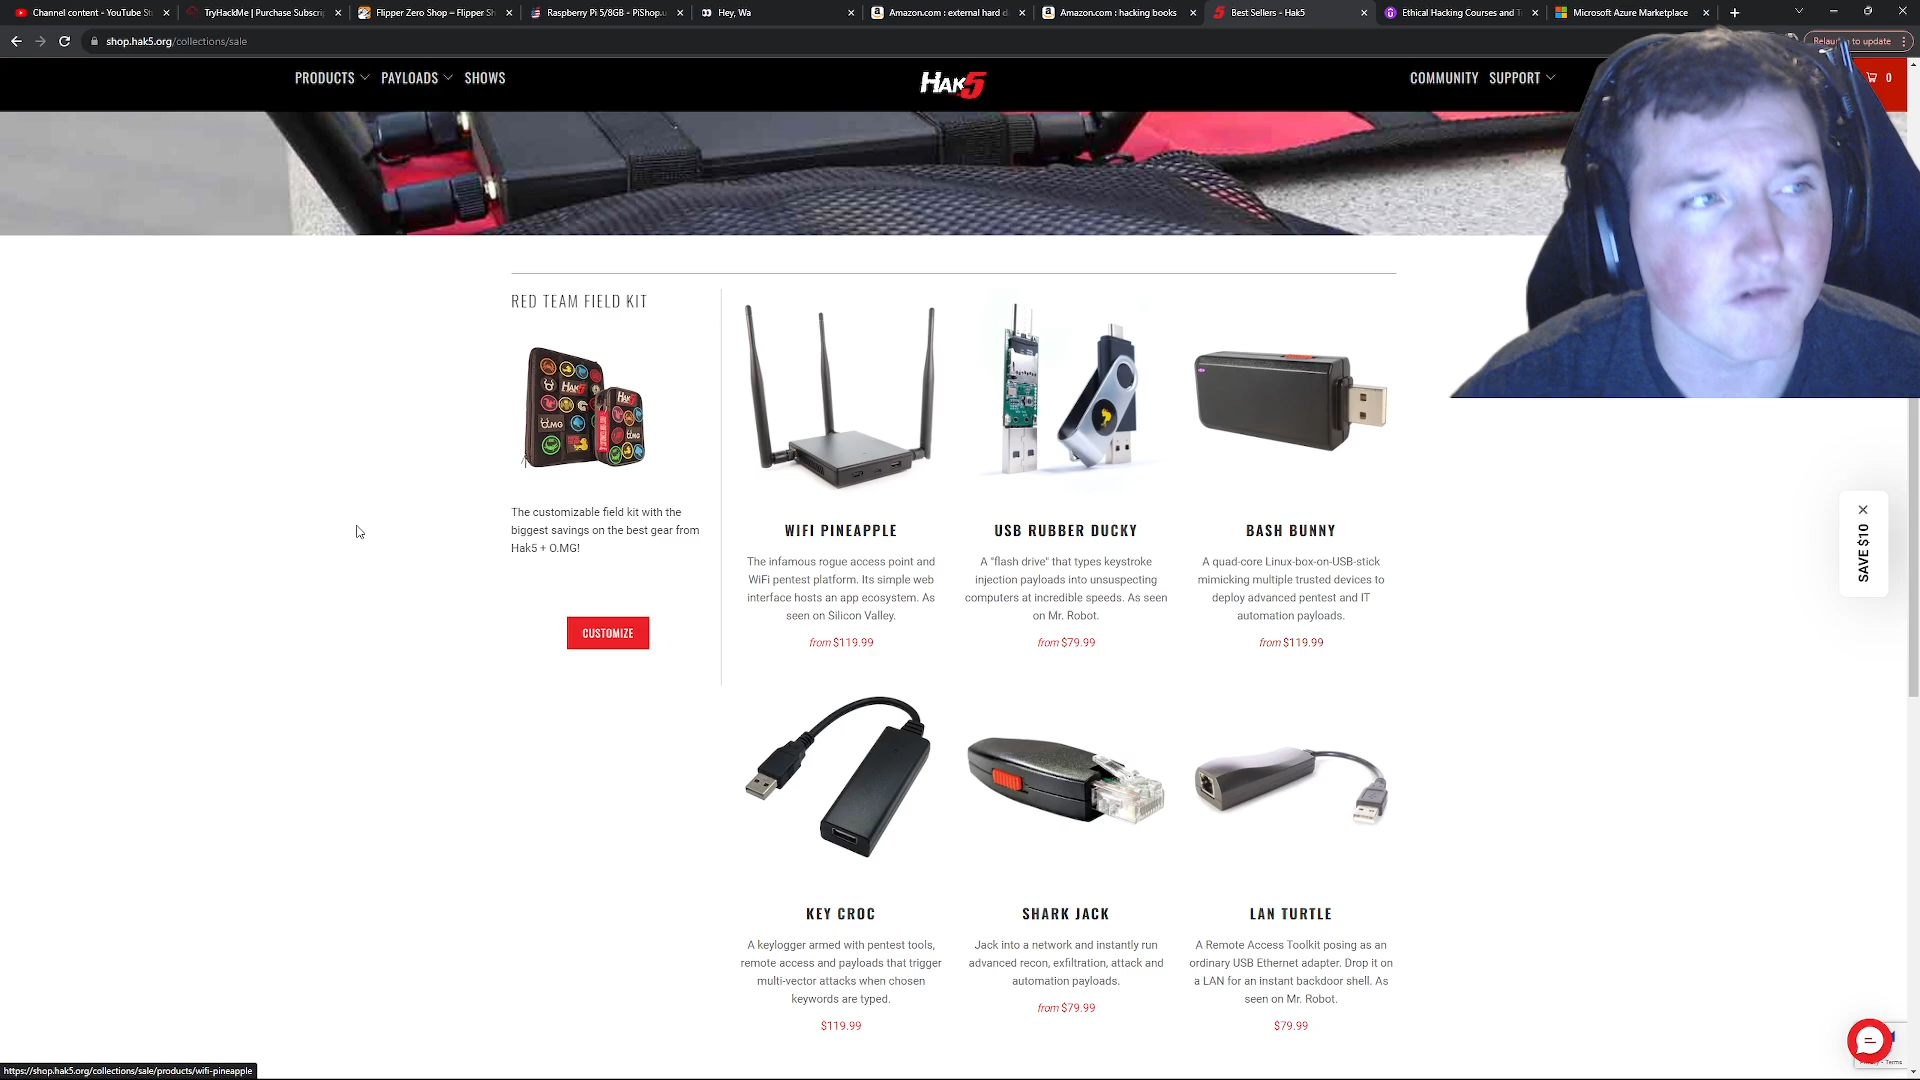 Channel content - YouTube St
TryHackMe | Purchase Subscrip
Flipper Zero Shop – Flipper Sh
Raspberry Pi 5/8GB - PiShop.u
Hey, Wa
Amazon.com : external hard d
Amazon.com : hacking books
Best Sellers - Hak5
Ethical Hacking Courses and T
Microsoft Azure Marketplace
shop.hak5.org/collections/sale
Relaunch to update
PRODUCTS
PAYLOADS
SHOWS
HAK5
COMMUNITY
SUPPORT
0
RED TEAM FIELD KIT
The customizable field kit with the
biggest savings on the best gear from
Hak5 + O.MG!
CUSTOMIZE
WIFI PINEAPPLE
The infamous rogue access point and
WiFi pentest platform. Its simple web
interface hosts an app ecosystem. As
seen on Silicon Valley.
from $119.99
USB RUBBER DUCKY
A "flash drive" that types keystroke
injection payloads into unsuspecting
computers at incredible speeds. As seen
on Mr. Robot.
from $79.99
BASH BUNNY
A quad-core Linux-box-on-USB-stick
mimicking multiple trusted devices to
deploy advanced pentest and IT
automation payloads.
from $119.99
SAVE $10
KEY CROC
A keylogger armed with pentest tools,
remote access and payloads that trigger
multi-vector attacks when chosen
keywords are typed.
$119.99
SHARK JACK
Jack into a network and instantly run
advanced recon, exfiltration, attack and
automation payloads.
from $79.99
LAN TURTLE
A Remote Access Toolkit posing as an
ordinary USB Ethernet adapter. Drop it on
a LAN for an instant backdoor shell. As
seen on Mr. Robot.
$79.99
Privacy - Terms
https://shop.hak5.org/collections/sale/products/wifi-pineapple